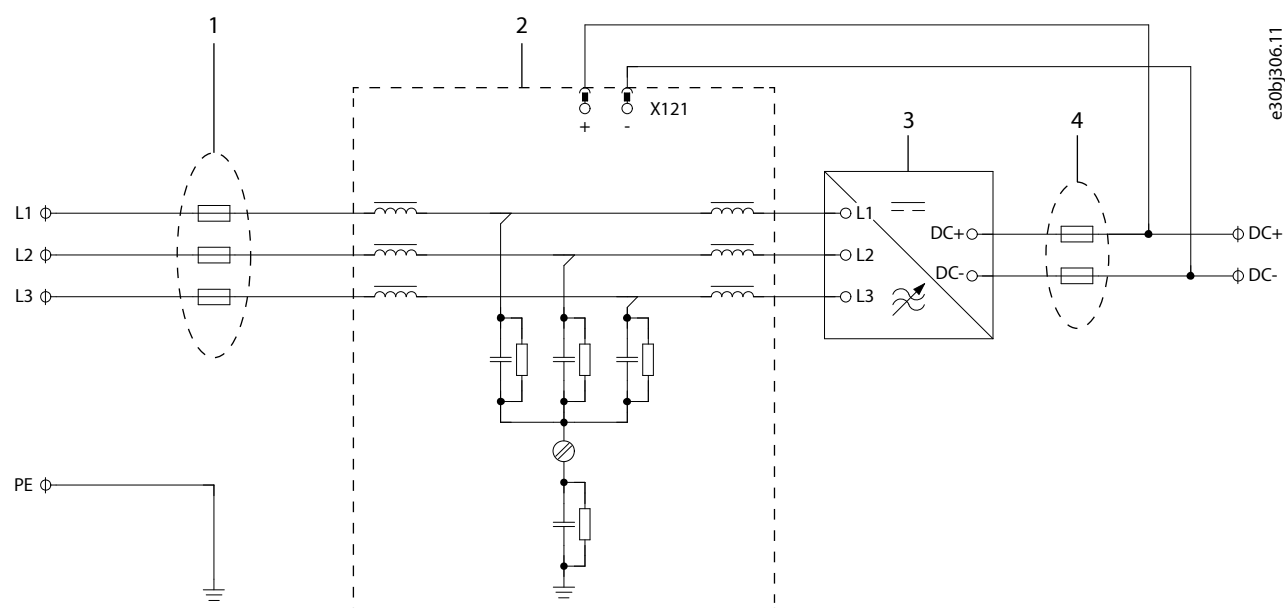 1
2
e30bj306.11
X121
+
-
3
4
L1
L1
DC+
DC+
L2
L2
DC-
DC-
L3
L3
PE